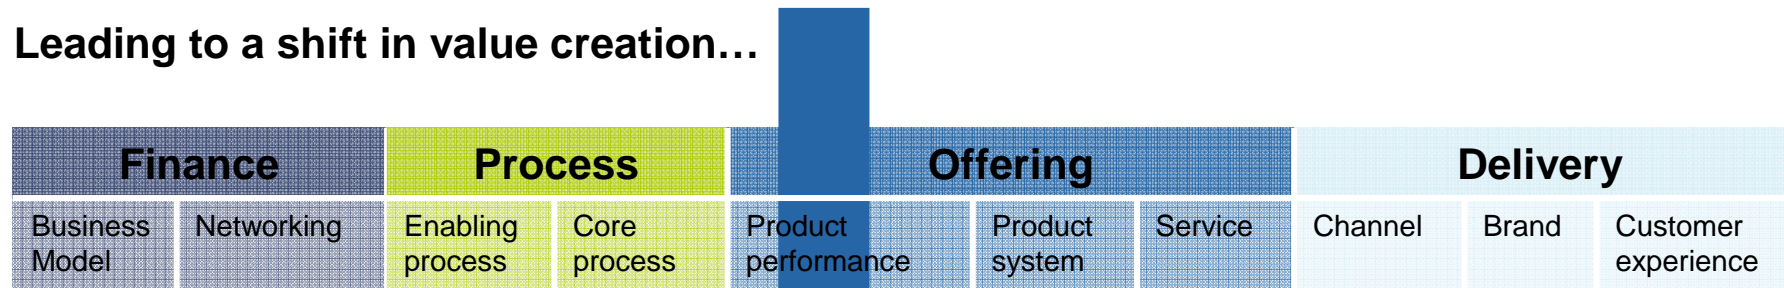 Leading to a shift in value creation…
Finance Process Offering Delivery
Business Networking Enabling Core Product Product Service Channel Brand Customer
Model process process performance system experience